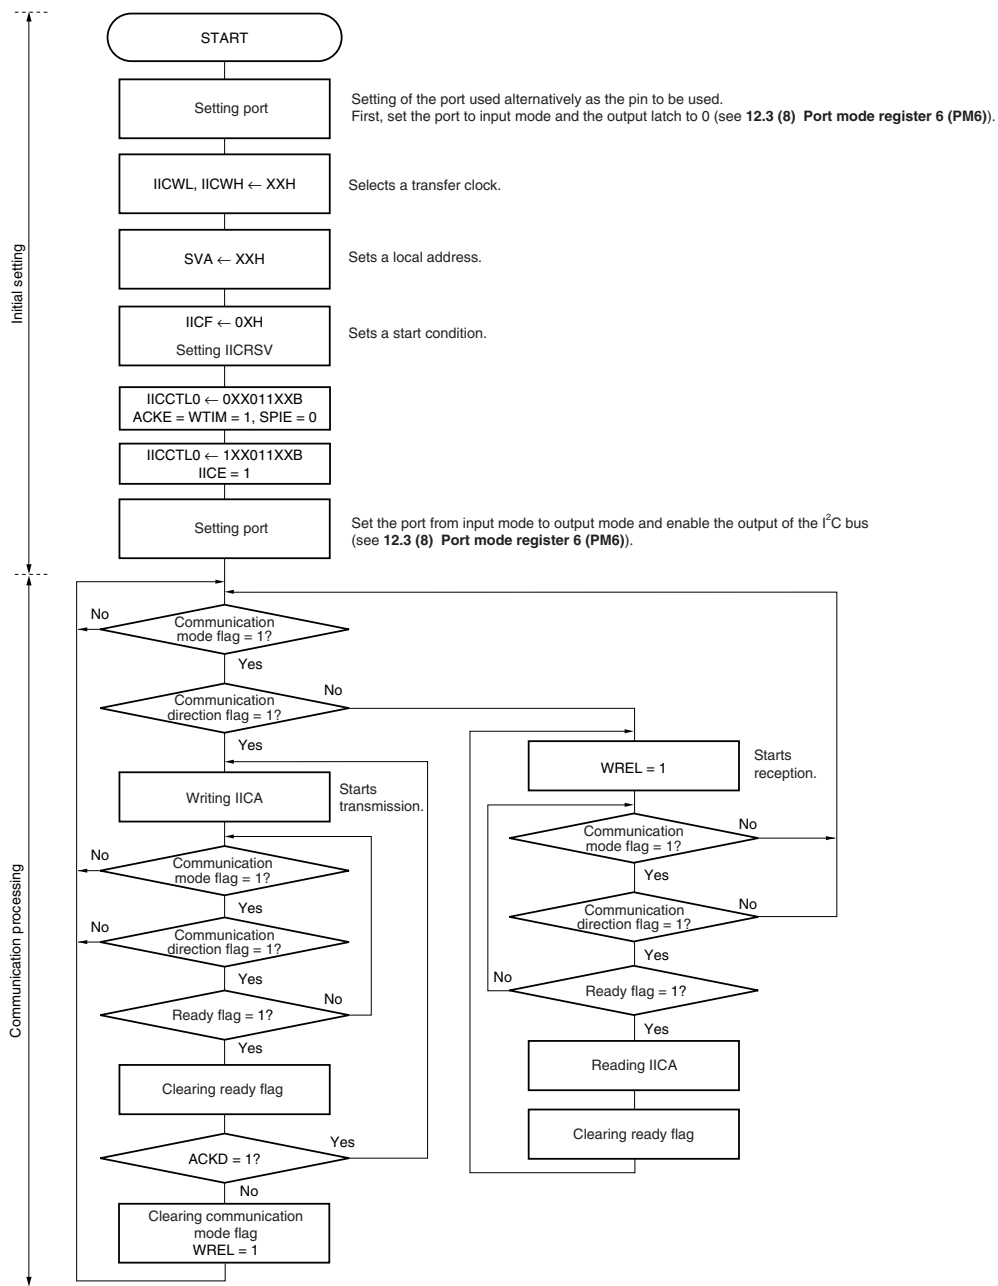 START
Setting port
Setting of the port used alternatively as the pin to be used.
First, set the port to input mode and the output latch to 0 (see 12.3 (8) Port mode register 6 (PM6)).
IICWL, IICWH ← XXH
Selects a transfer clock.
SVA ← XXH
Sets a local address.
Initial setting
IICF ← 0XH
Setting IICRSV
Sets a start condition.
IICCTL0 ← 0XX011XXB
ACKE = WTIM = 1, SPIE = 0
IICCTL0 ← 1XX011XXB
IICE = 1
Setting port
Set the port from input mode to output mode and enable the output of the I²C bus
(see 12.3 (8) Port mode register 6 (PM6)).
No
Communication
mode flag = 1?
Yes
Communication
direction flag = 1?
No
Yes
Writing IICA
Starts
transmission.
No
Communication
mode flag = 1?
Yes
No
Communication
direction flag = 1?
Yes
Ready flag = 1?
No
Yes
Clearing ready flag
ACKD = 1?
Yes
No
Clearing communication
mode flag
WREL = 1
Communication processing
WREL = 1
Starts
reception.
Communication
mode flag = 1?
No
Yes
Communication
direction flag = 1?
No
Yes
No
Ready flag = 1?
Yes
Reading IICA
Clearing ready flag